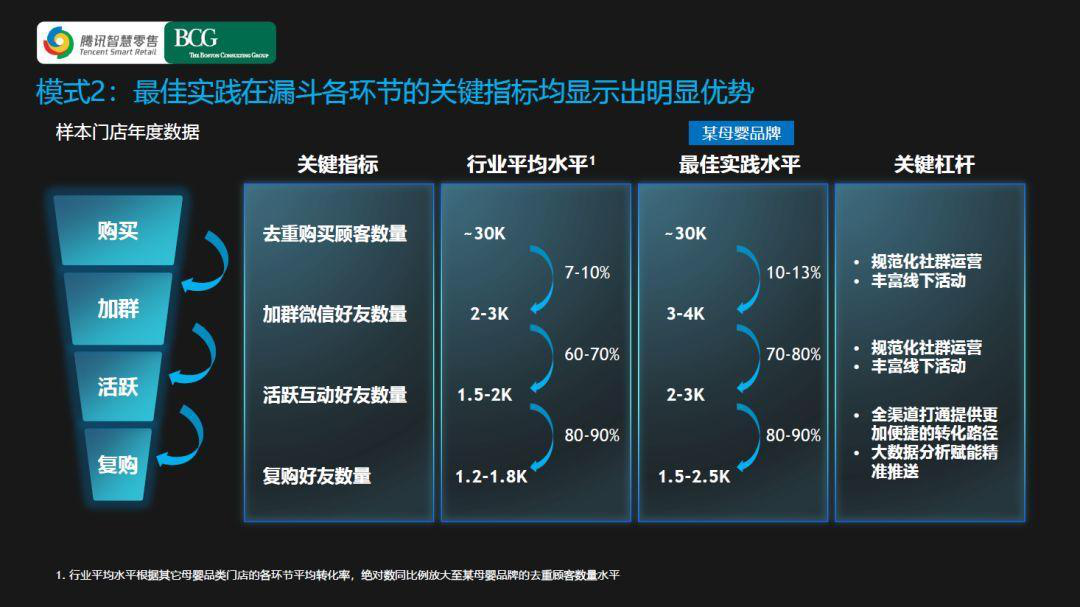 腾讯智慧零售
Tencent Smart Retail
BCG
THE BOSTON CONSULTING GROUP
模式2：最佳实践在漏斗各环节的关键指标均显示出明显优势
样本门店年度数据
某母婴品牌
关键指标
行业平均水平1
最佳实践水平
关键杠杆
购买
去重购买顾客数量
~30K
~30K
7-10%
10-13%
• 规范化社群运营
• 丰富线下活动
加群
加群微信好友数量
2-3K
3-4K
60-70%
70-80%
• 规范化社群运营
• 丰富线下活动
活跃
活跃互动好友数量
1.5-2K
2-3K
80-90%
80-90%
• 全渠道打通提供更
加便捷的转化路径
• 大数据分析赋能精
准推送
复购
复购好友数量
1.2-1.8K
1.5-2.5K
1. 行业平均水平根据其它母婴品类门店的各环节平均转化率，绝对数同比例放大至某母婴品牌的去重顾客数量水平